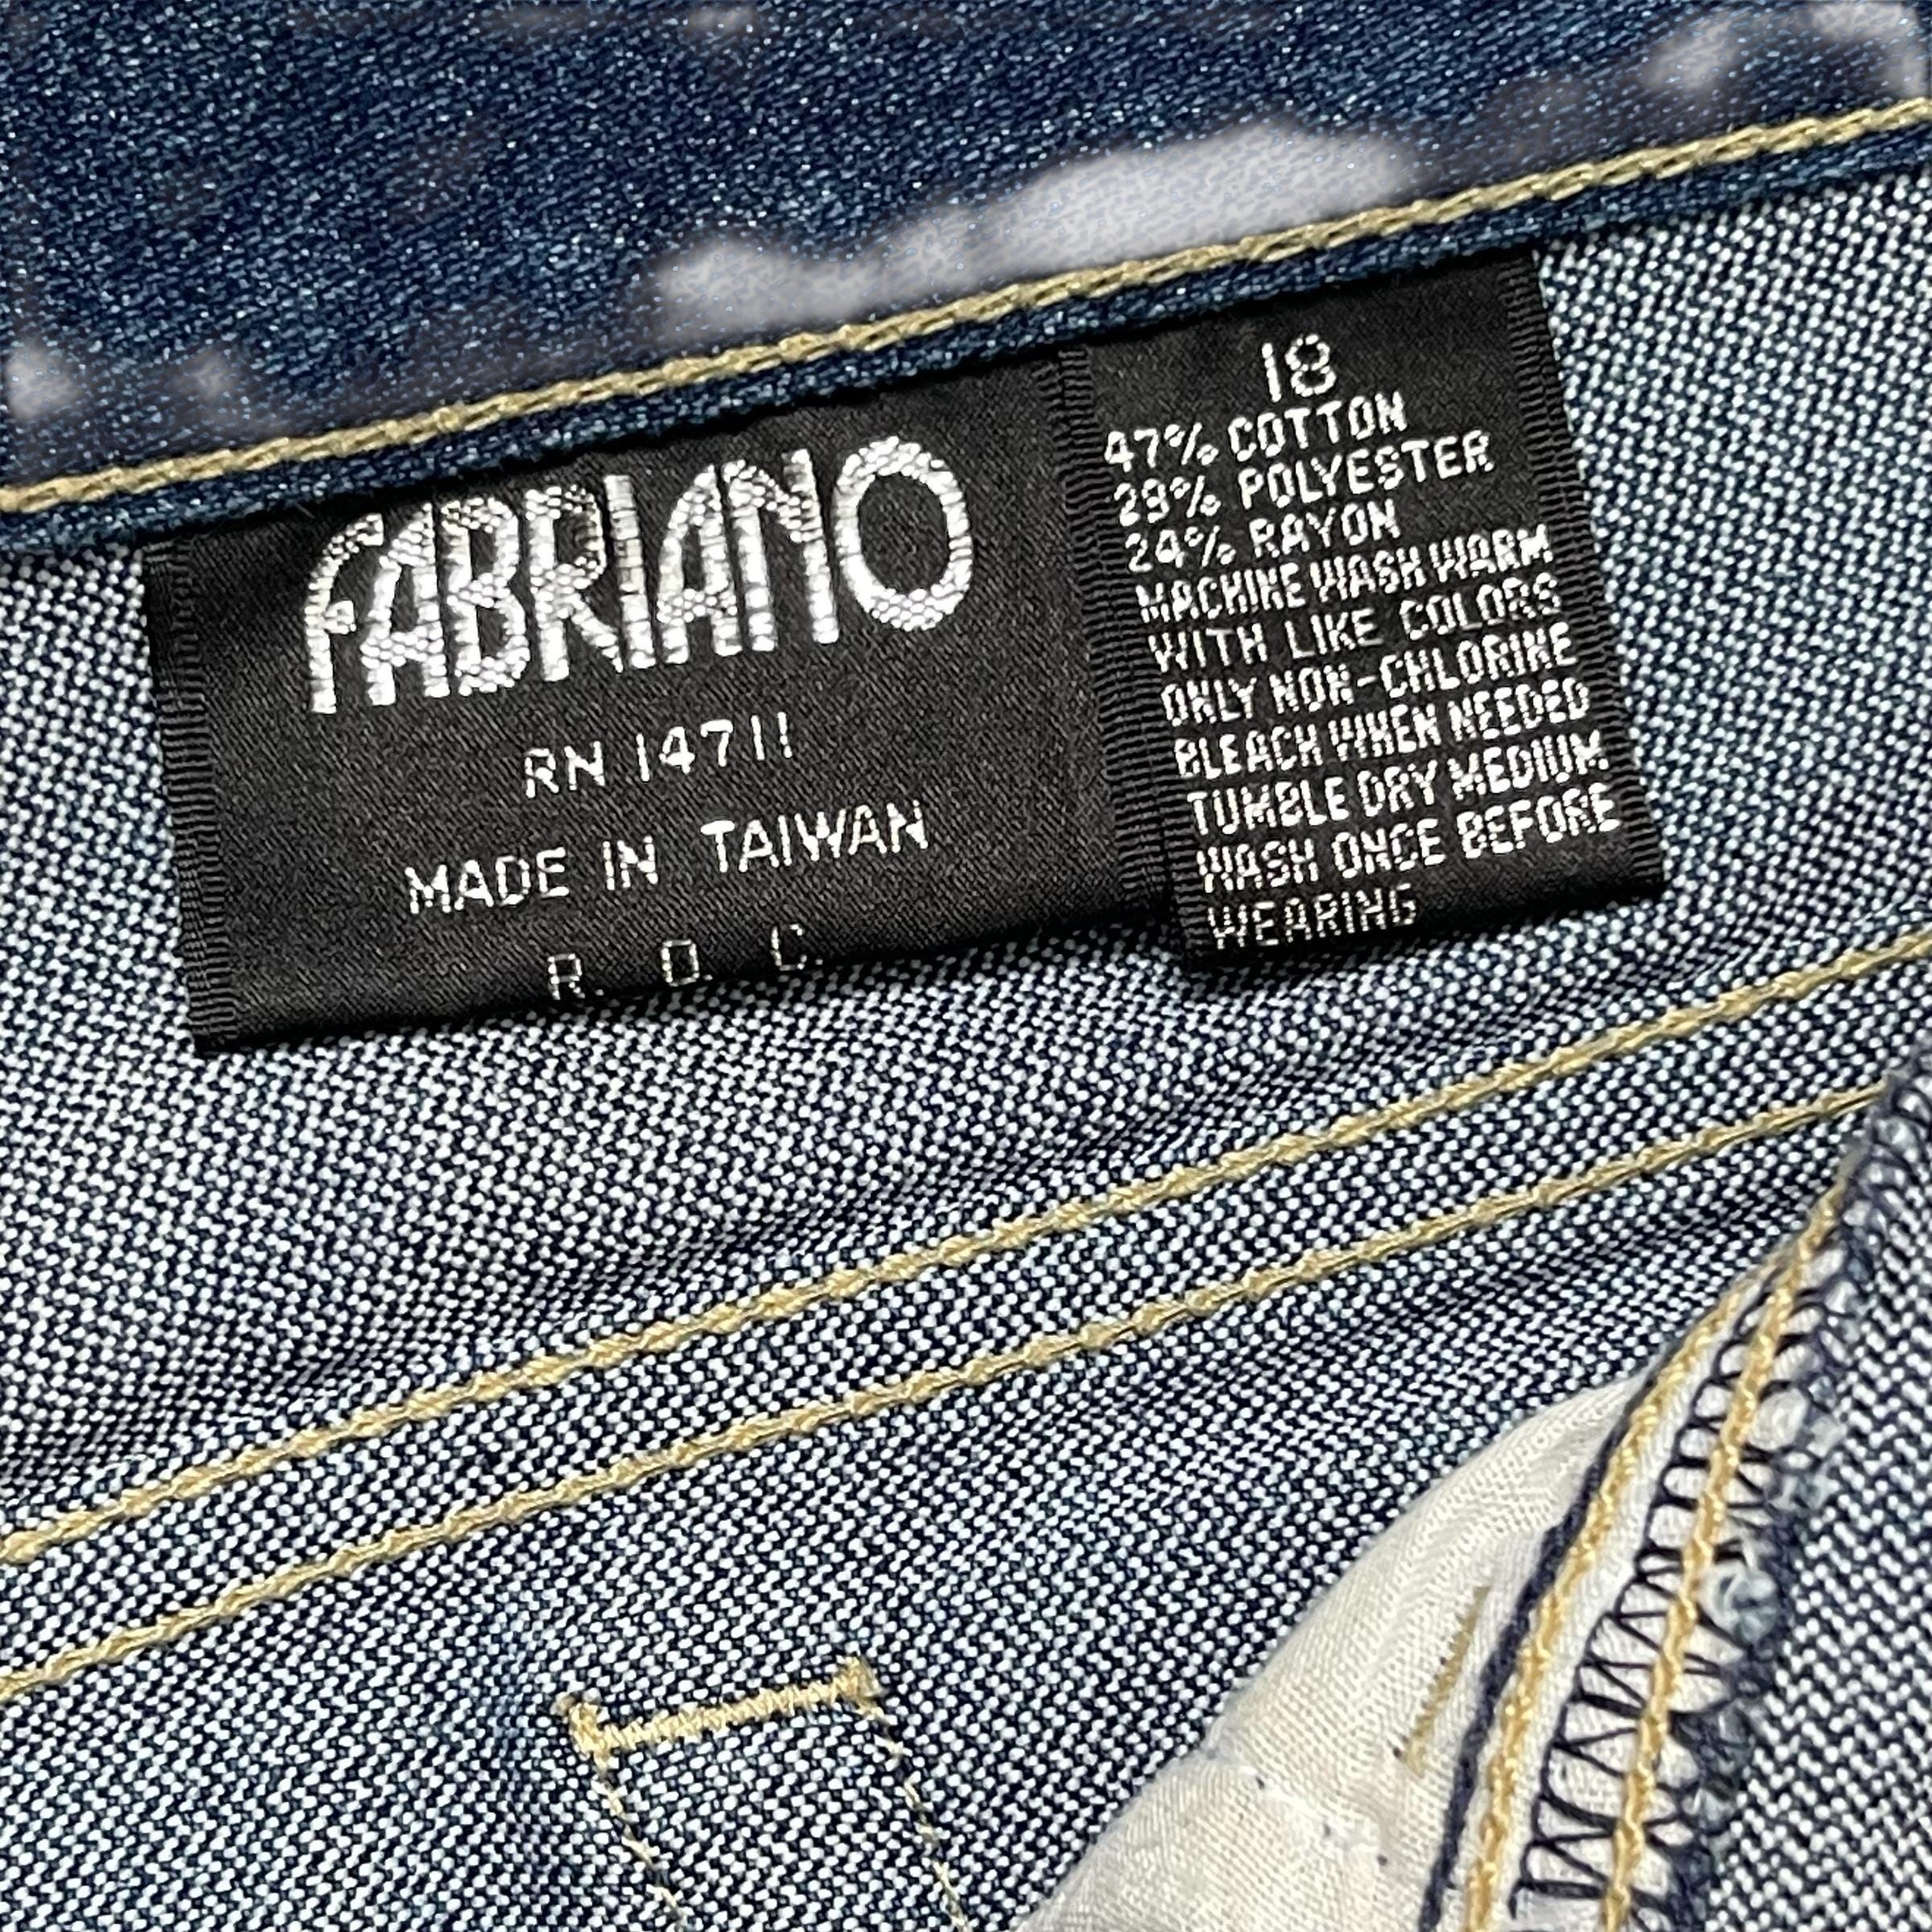 FABRIANO
RN 14711
MADE IN TAIWAN
R. O. C.
18
47% COTTON
29% POLYESTER
24% RAYON
MACHINE WASH WARM
WITH LIKE COLORS
ONLY NON-CHLORINE
BLEACH WHEN NEEDED
TUMBLE DRY MEDIUM.
WASH ONCE BEFORE
WEARING